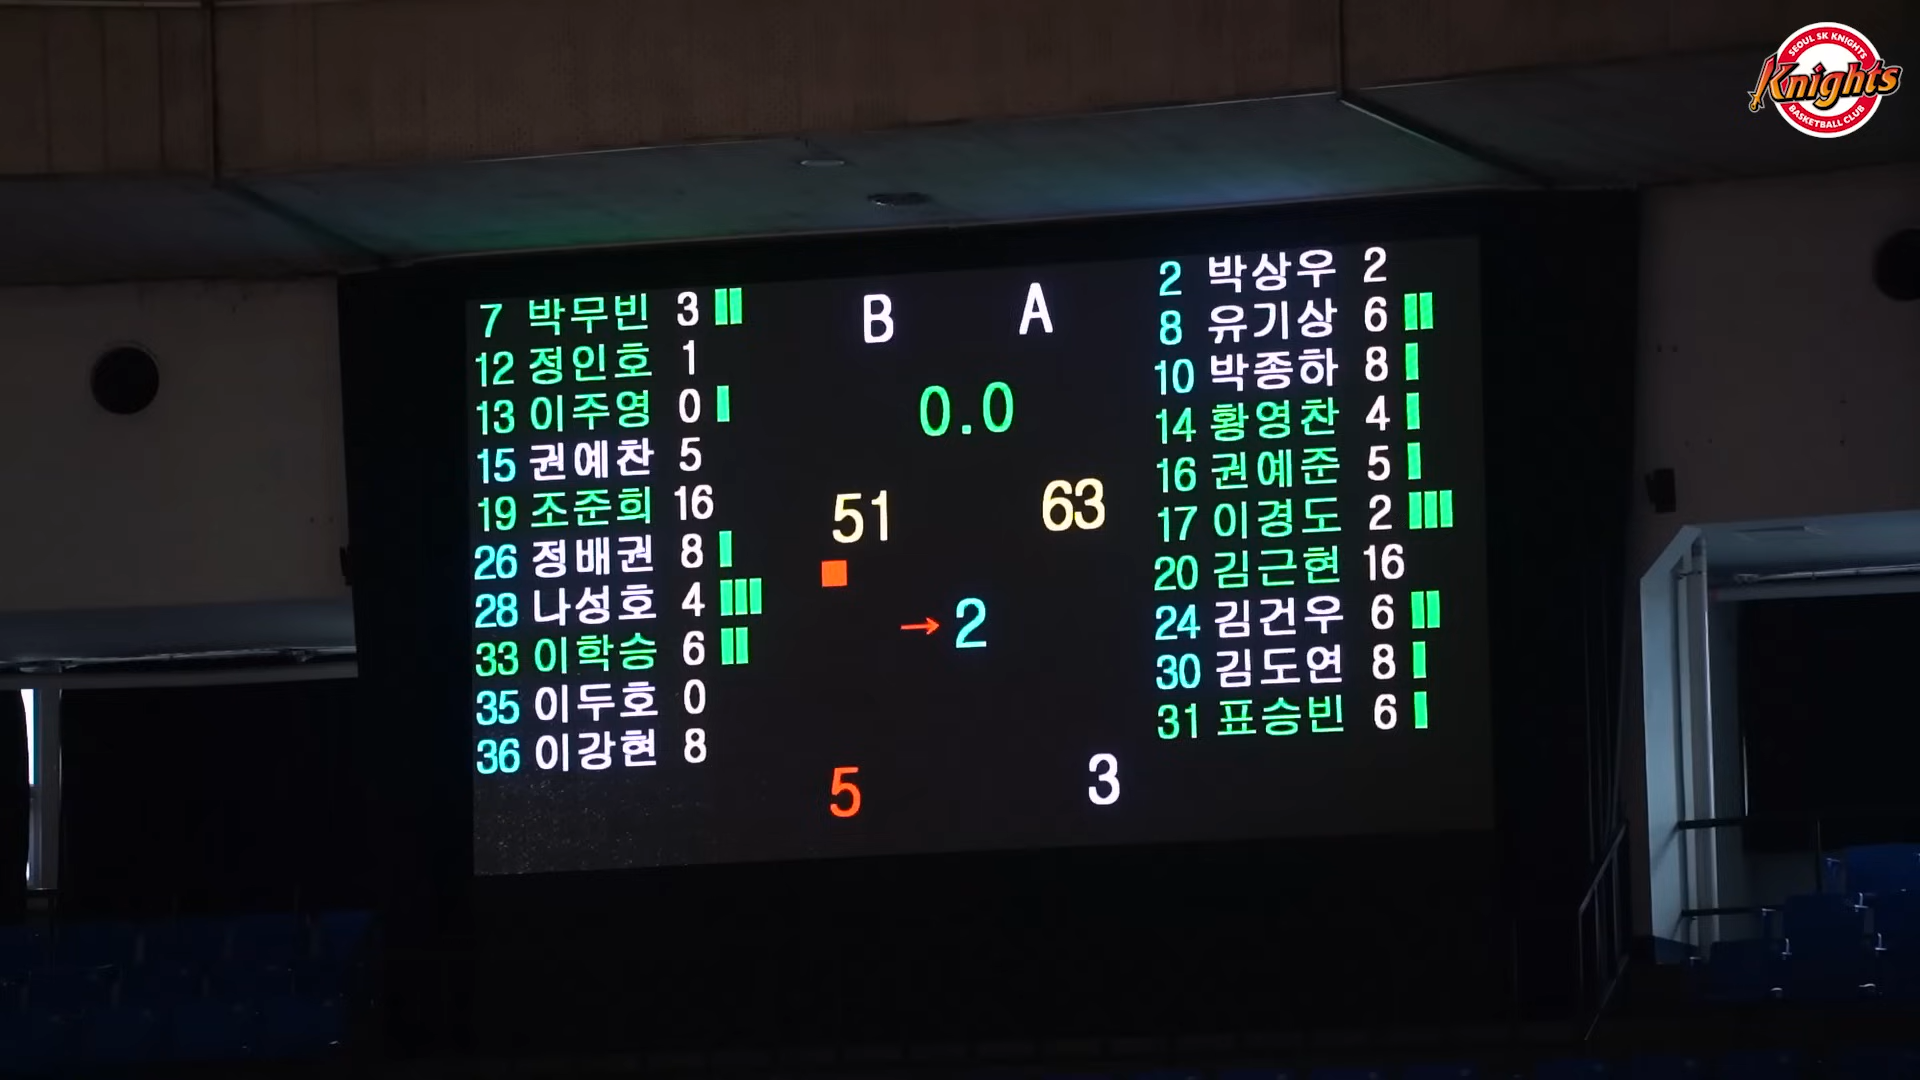 SEOUL SK KNIGHTS
Knights
BASKETBALL CLUB
B A
0.0
51 63
→ 2
5 3
7 박무빈 3
12 정인호 1
13 이주영 0
15 권예찬 5
19 조준희 16
26 정배권 8
28 나성호 4
33 이학승 6
35 이두호 0
36 이강현 8
2 박상우 2
8 유기상 6
10 박종하 8
14 황영찬 4
16 권예준 5
17 이경도 2
20 김근현 16
24 김건우 6
30 김도연 8
31 표승빈 6